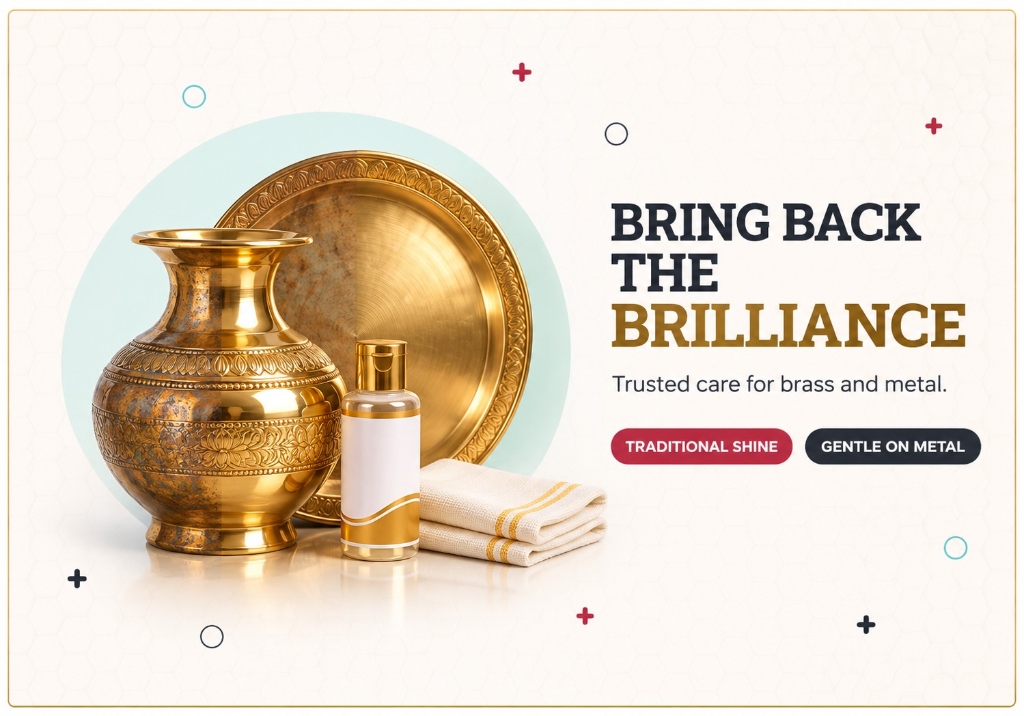 BRING BACK
THE
BRILLIANCE
Trusted care for brass and metal.
TRADITIONAL SHINE
GENTLE ON METAL